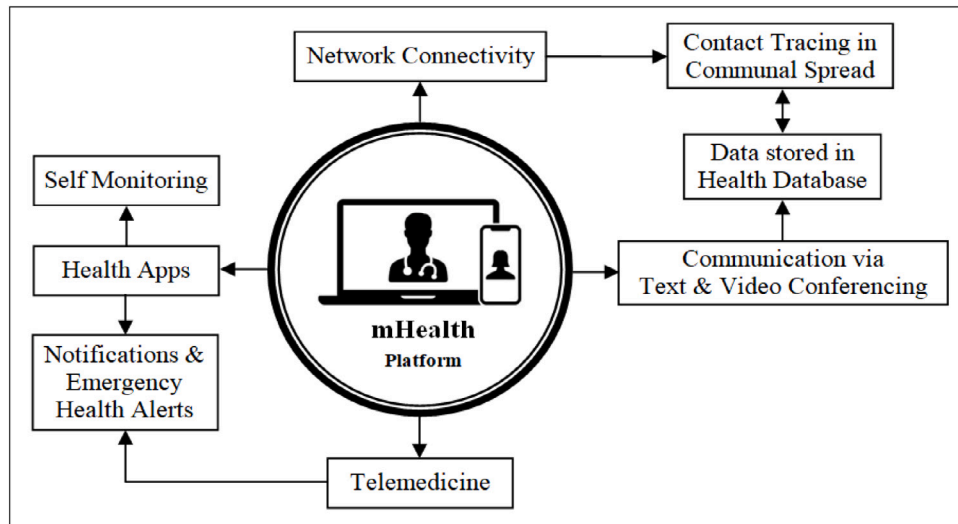 Network Connectivity
Contact Tracing in
Communal Spread
Self Monitoring
Data stored in
Health Database
Health Apps
Communication via
Text & Video Conferencing
mHealth
Platform
Notifications &
Emergency
Health Alerts
Telemedicine